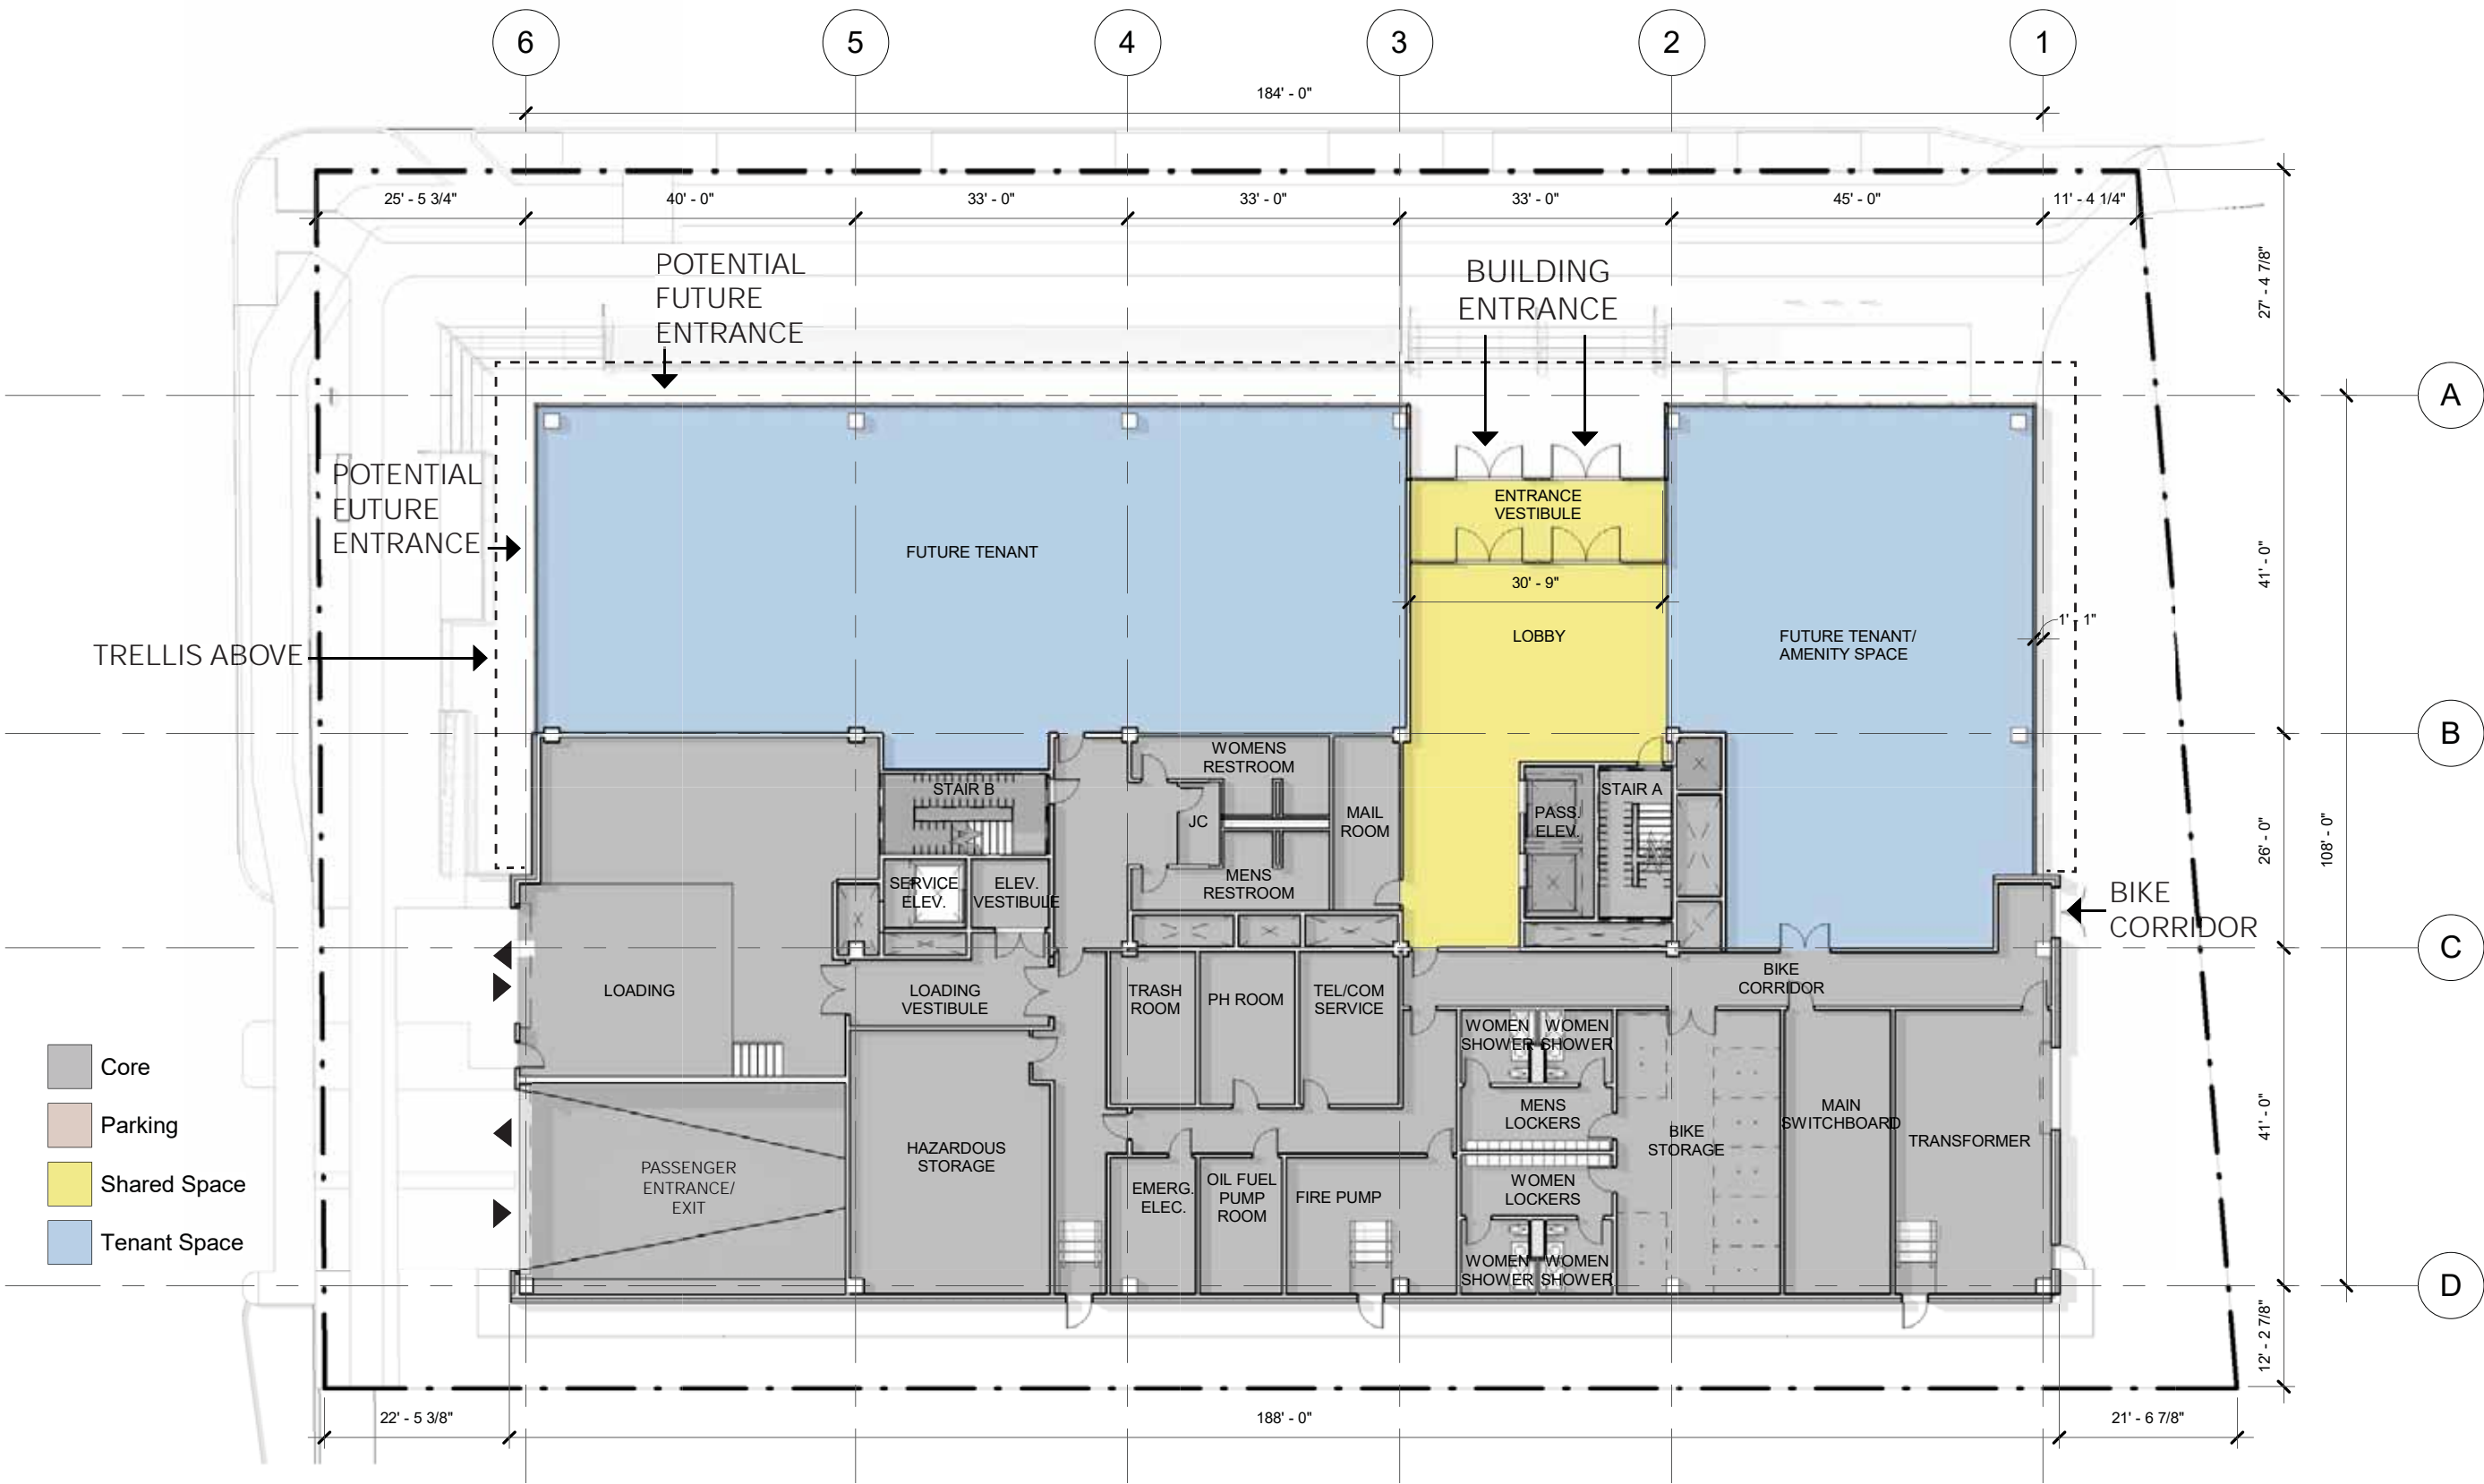 6
5
4
3
2
1
184' - 0"
25' - 5 3/4"
40' - 0"
33' - 0"
33' - 0"
33' - 0"
45' - 0"
11' - 4 1/4"
27' - 4 7/8"
POTENTIAL
FUTURE
ENTRANCE
BUILDING
ENTRANCE
A
POTENTIAL
FUTURE
ENTRANCE
ENTRANCE
VESTIBULE
FUTURE TENANT
41' - 0"
30' - 9"
LOBBY
FUTURE TENANT/
AMENITY SPACE
1' - 1"
TRELLIS ABOVE
B
WOMENS
RESTROOM
STAIR B
STAIR A
JC
MAIL
ROOM
PASS.
ELEV.
26' - 0"
108' - 0"
SERVICE
ELEV.
ELEV.
VESTIBULE
MENS
RESTROOM
BIKE
CORRIDOR
C
LOADING
LOADING
VESTIBULE
TRASH
ROOM
PH ROOM
TEL/COM
SERVICE
BIKE
CORRIDOR
WOMEN
SHOWER
WOMEN
SHOWER
Core
Parking
Shared Space
Tenant Space
MENS
LOCKERS
MAIN
SWITCHBOARD
BIKE
STORAGE
TRANSFORMER
41' - 0"
HAZARDOUS
STORAGE
PASSENGER
ENTRANCE/
EXIT
EMERG.
ELEC.
OIL FUEL
PUMP
ROOM
FIRE PUMP
WOMEN
LOCKERS
WOMEN
SHOWER
WOMEN
SHOWER
D
12' - 2 7/8"
22' - 5 3/8"
188' - 0"
21' - 6 7/8"